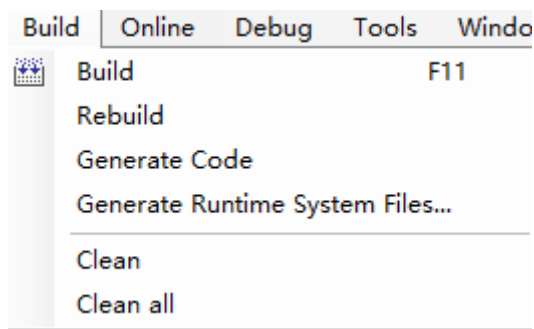 Build Online Debug Tools Windo
Build F11
Rebuild
Generate Code
Generate Runtime System Files...
Clean
Clean all